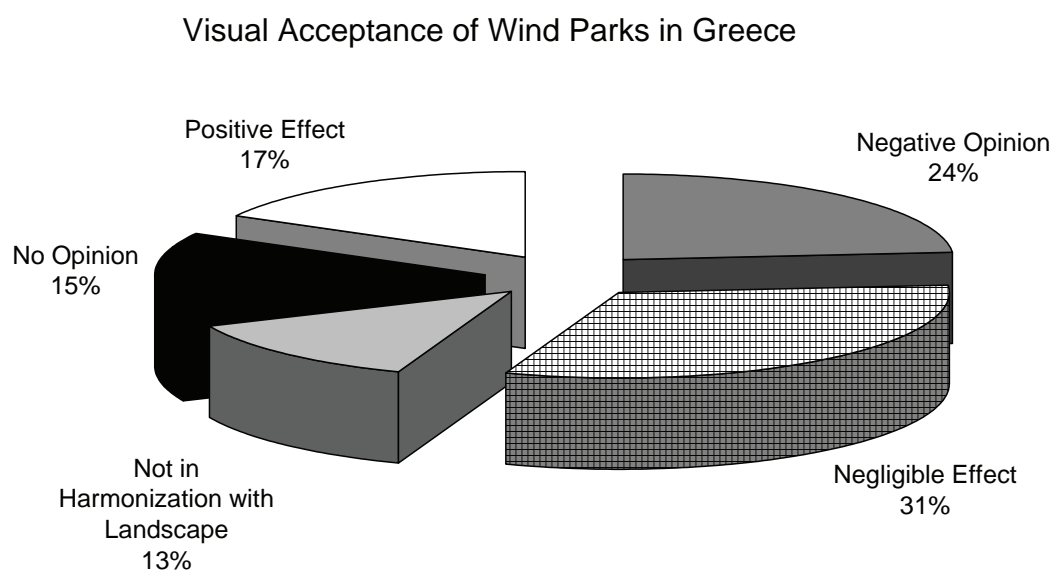 Visual Acceptance of Wind Parks in Greece
Positive Effect
17%
Negative Opinion
24%
No Opinion
15%
Not in
Harmonization with
Landscape
13%
Negligible Effect
31%